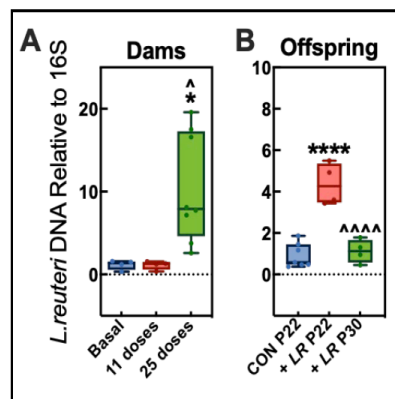 A
Dams
L.reuteri DNA Relative to 16S
20
10
0
^
*
Basal
11 doses
25 doses
B
Offspring
10
8
6
4
2
0
****
^^^^
CON P22
+ LR P22
+ LR P30